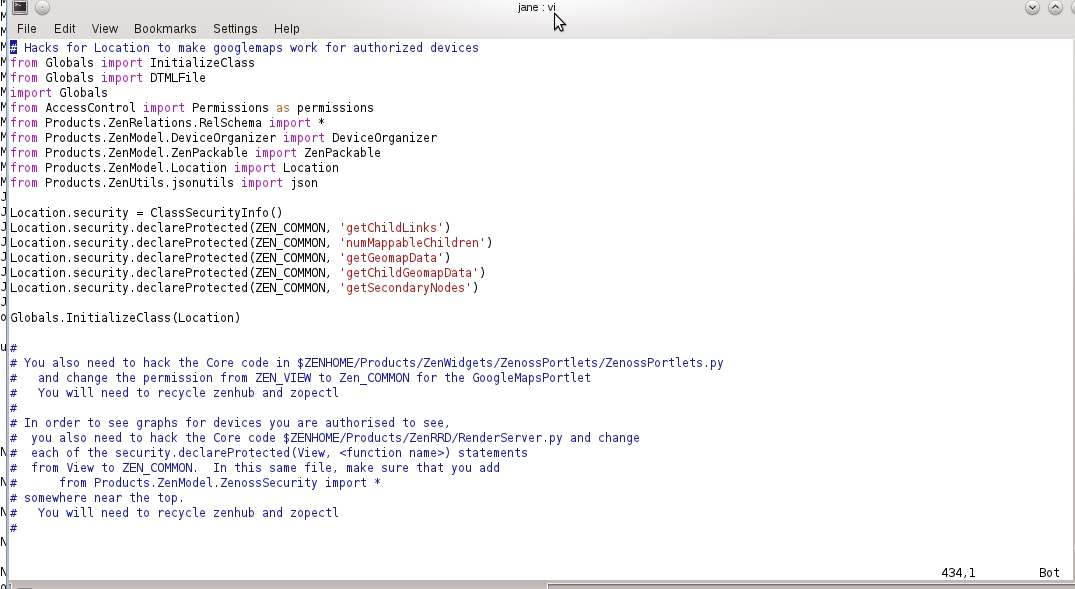 jane : vi
File Edit View Bookmarks Settings Help
# Hacks for Location to make googlemaps work for authorized devices
from Globals import InitializeClass
from Globals import DTMLFile
import Globals
from AccessControl import Permissions as permissions
from Products.ZenRelations.RelSchema import *
from Products.ZenModel.DeviceOrganizer import DeviceOrganizer
from Products.ZenModel.ZenPackable import ZenPackable
from Products.ZenModel.Location import Location
from Products.ZenUtils.jsonutils import json

Location.security = ClassSecurityInfo()
Location.security.declareProtected(ZEN_COMMON, 'getChildLinks')
Location.security.declareProtected(ZEN_COMMON, 'numMappableChildren')
Location.security.declareProtected(ZEN_COMMON, 'getGeomapData')
Location.security.declareProtected(ZEN_COMMON, 'getChildGeomapData')
Location.security.declareProtected(ZEN_COMMON, 'getSecondaryNodes')

Globals.InitializeClass(Location)

#
# You also need to hack the Core code in $ZENHOME/Products/ZenWidgets/ZenossPortlets/ZenossPortlets.py
#   and change the permission from ZEN_VIEW to Zen_COMMON for the GoogleMapsPortlet
#   You will need to recycle zenhub and zopectl
#
# In order to see graphs for devices you are authorised to see,
#  you also need to hack the Core code $ZENHOME/Products/ZenRRD/RenderServer.py and change
#  each of the security.declareProtected(View, <function name>) statements
#  from View to ZEN_COMMON.  In this same file, make sure that you add
#      from Products.ZenModel.ZenossSecurity import *
# somewhere near the top.
#   You will need to recycle zenhub and zopectl
#
434,1 Bot